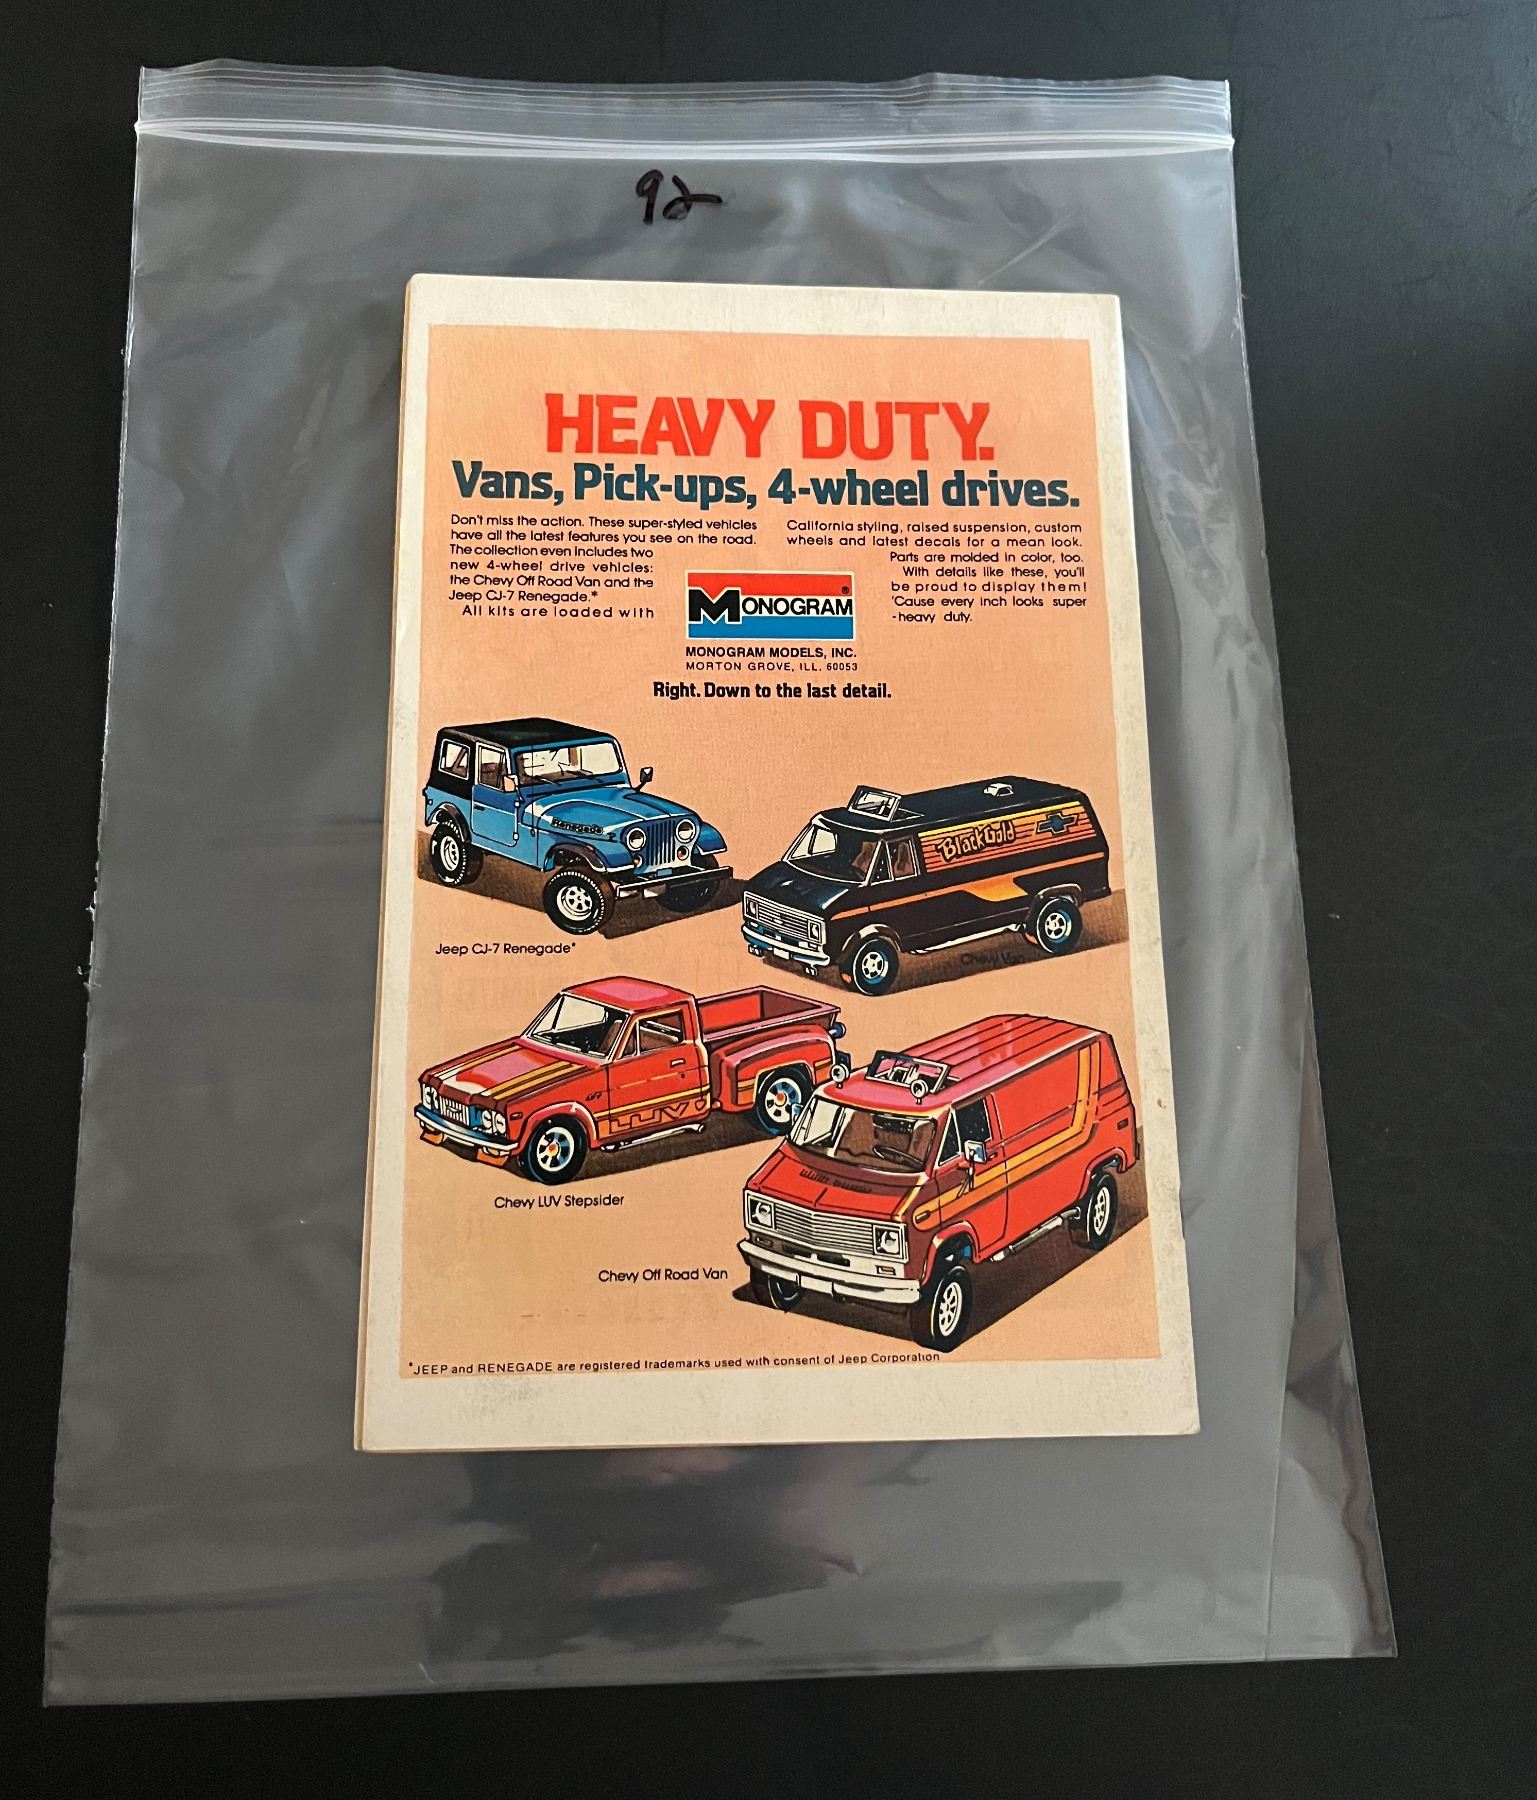 92
HEAVY DUTY.
Vans, Pick-ups, 4-wheel drives.
Don't miss the action. These super-styled vehicles
have all the latest features you see on the road.
The collection even includes two
new 4-wheel drive vehicles:
the Chevy Off Road Van and the
Jeep CJ-7 Renegade.*
All kits are loaded with
California styling, raised suspension, custom
wheels and latest decals for a mean look.
Parts are molded in color, too.
With details like these, you'll
be proud to display them!
'Cause every inch looks super
-heavy duty.
MONOGRAM®
MONOGRAM MODELS, INC.
MORTON GROVE, ILL. 60053
Right. Down to the last detail.
Renegade
Black Gold
Jeep CJ-7 Renegade*
Chevy Van
LUV
Chevy LUV Stepsider
Chevy Off Road Van
*JEEP and RENEGADE are registered trademarks used with consent of Jeep Corporation